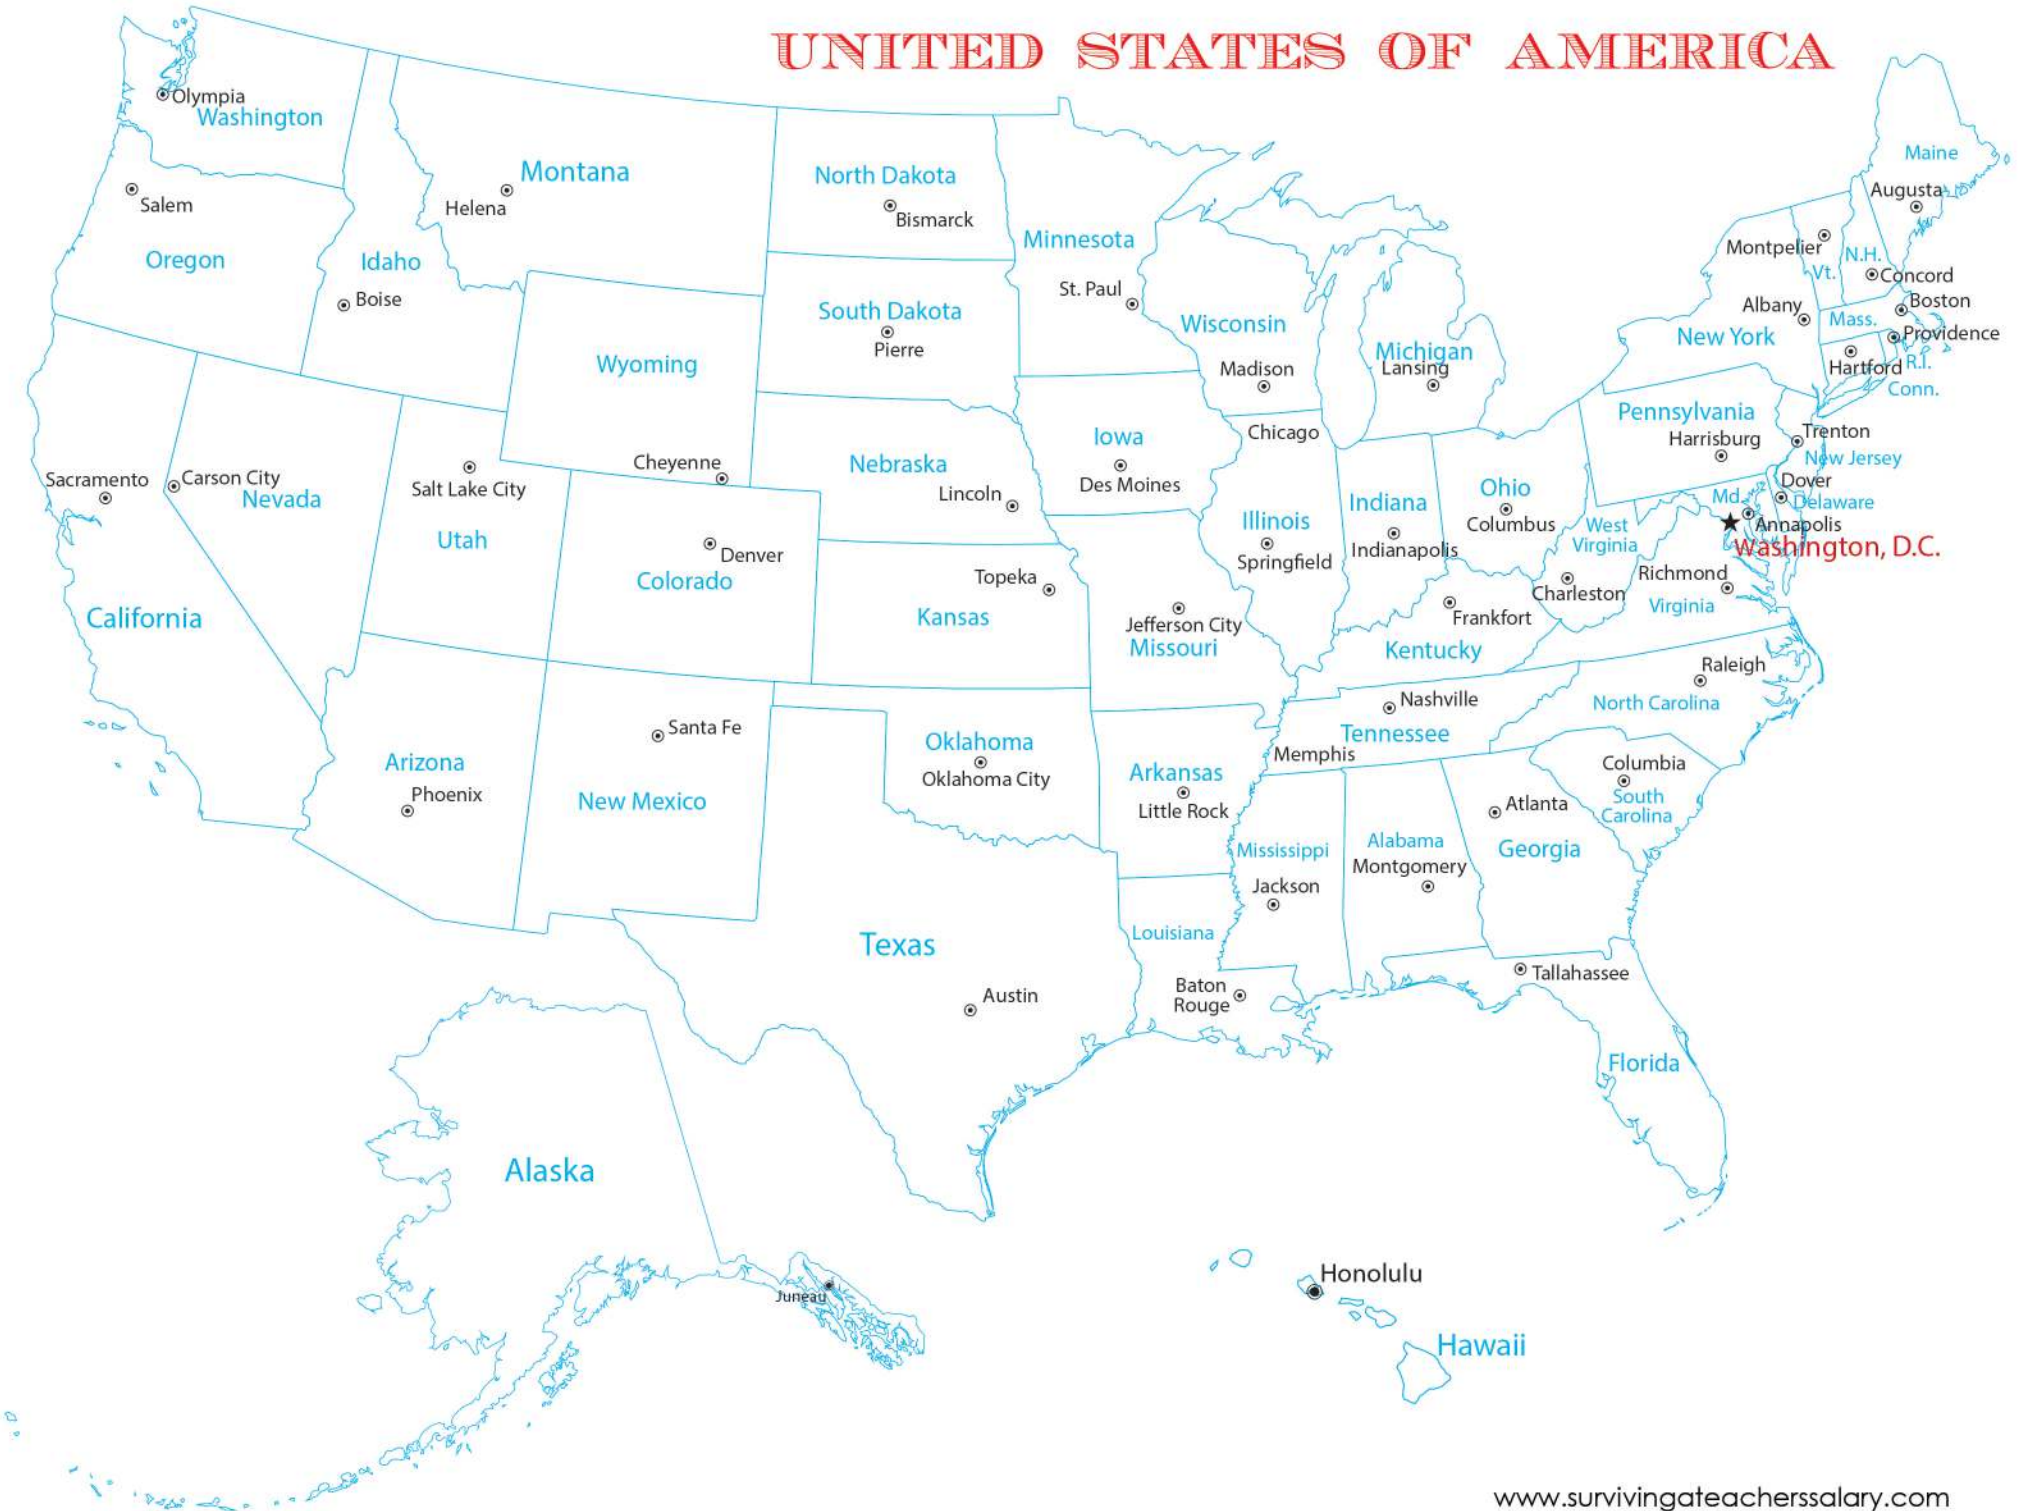 UNITED STATES OF AMERICA
Olympia
Washington
Montana
Helena
North Dakota
Bismarck
Minnesota
St. Paul
Maine
Augusta
Salem
Oregon
Idaho
Boise
Montpelier
Vt.
N.H.
Concord
Albany
Boston
New York
Mass.
Providence
Hartford
R.I.
Conn.
South Dakota
Pierre
Wisconsin
Madison
Michigan
Lansing
Wyoming
Cheyenne
Chicago
Iowa
Des Moines
Pennsylvania
Harrisburg
Trenton
New Jersey
Dover
Delaware
Md.
Annapolis
Washington, D.C.
Sacramento
Carson City
Nevada
Salt Lake City
Utah
Nebraska
Lincoln
Illinois
Springfield
Indiana
Indianapolis
Ohio
Columbus
West
Virginia
Charleston
Richmond
Virginia
Denver
Colorado
Topeka
Kansas
Jefferson City
Missouri
Frankfort
Kentucky
California
Raleigh
North Carolina
Nashville
Tennessee
Memphis
Santa Fe
New Mexico
Arizona
Phoenix
Oklahoma
Oklahoma City
Arkansas
Little Rock
Columbia
South
Carolina
Atlanta
Georgia
Mississippi
Jackson
Alabama
Montgomery
Texas
Austin
Louisiana
Baton
Rouge
Tallahassee
Florida
Alaska
Juneau
Honolulu
Hawaii
www.survivingateacherssalary.com